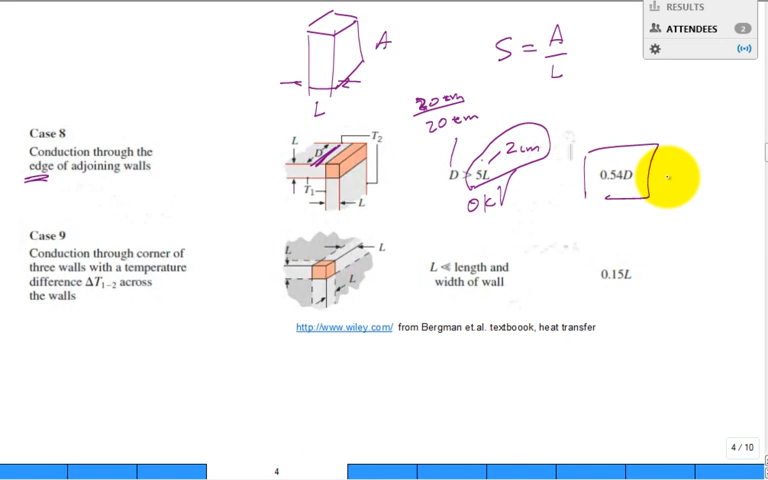 RESULTS
ATTENDEES 2
A
S = A / L
L
20 cm
20 cm
2 cm
Case 8
Conduction through the
edge of adjoining walls
L
D
T2
T1
L
D > 5L
0.54D
OK
Case 9
Conduction through corner of
three walls with a temperature
difference ΔT1-2 across
the walls
L
L
L
L ≪ length and
width of wall
0.15L
http://www.wiley.com/ from Bergman et.al. textboook, heat transfer
4 / 10
4